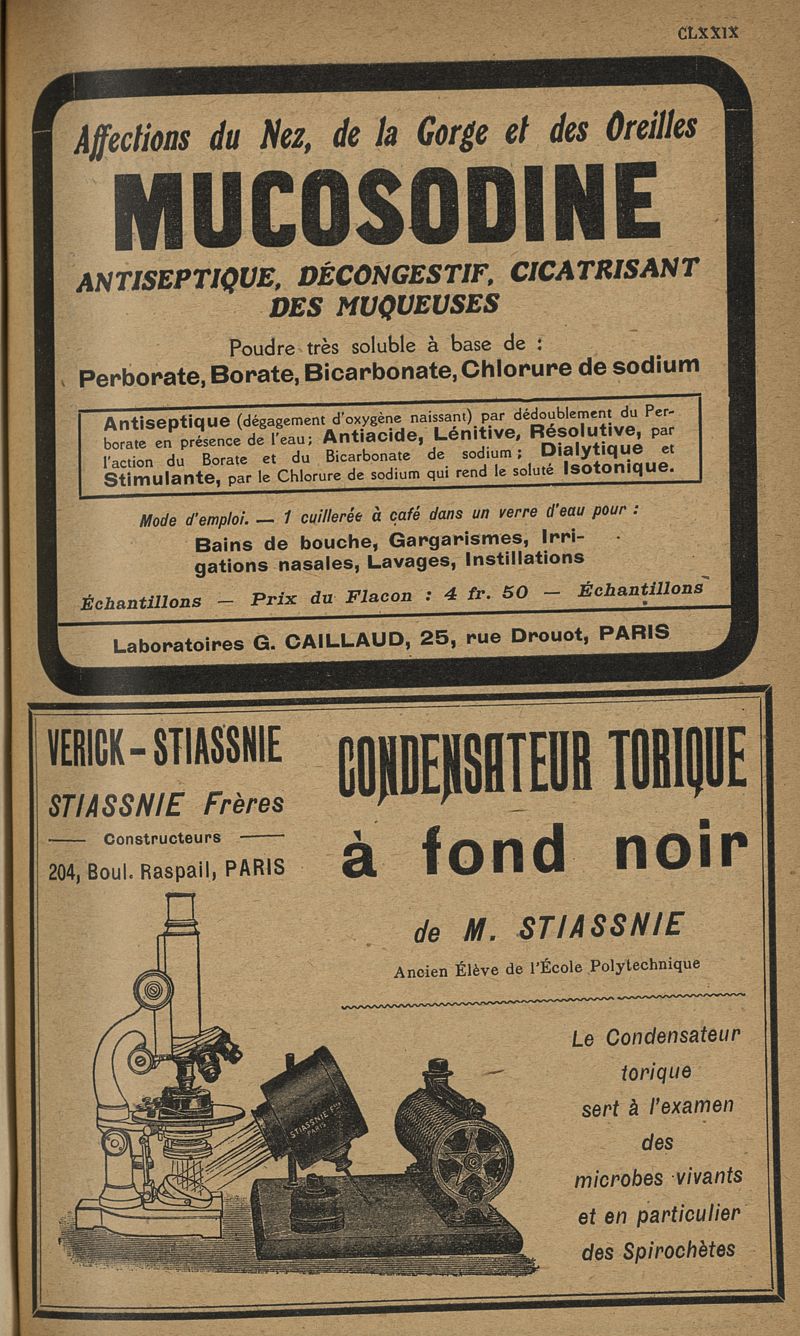 CLXXIX
Affections du Nez, de la Gorge et des Oreilles
MUCOSODINE
ANTISEPTIQUE, DÉCONGESTIF, CICATRISANT
DES MUQUEUSES
Poudre très soluble à base de :
Perborate, Borate, Bicarbonate, Chlorure de sodium
Antiseptique (dégagement d'oxygène naissant) par dédoublement du Per-
borate en présence de l'eau; Antiacide, Lénitive, Résolutive, par
l'action du Borate et du Bicarbonate de sodium; Dialytique et
Stimulante, par le Chlorure de sodium qui rend le soluté Isotonique.
Mode d'emploi. — 1 cuillerée à café dans un verre d'eau pour :
Bains de bouche, Gargarismes, Irri-
gations nasales, Lavages, Instillations
Échantillons — Prix du Flacon : 4 fr. 50 — Échantillons
Laboratoires G. CAILLAUD, 25, rue Drouot, PARIS
VERICK-STIASSNIE
STIASSNIE Frères
Constructeurs
204, Boul. Raspail, PARIS
CONDENSATEUR TORIQUE
à fond noir
de M. STIASSNIE
Ancien Élève de l'École Polytechnique
Le Condensateur
torique
sert à l'examen
des
microbes vivants
et en particulier
des Spirochètes
STIASSNIE Fres
PARIS